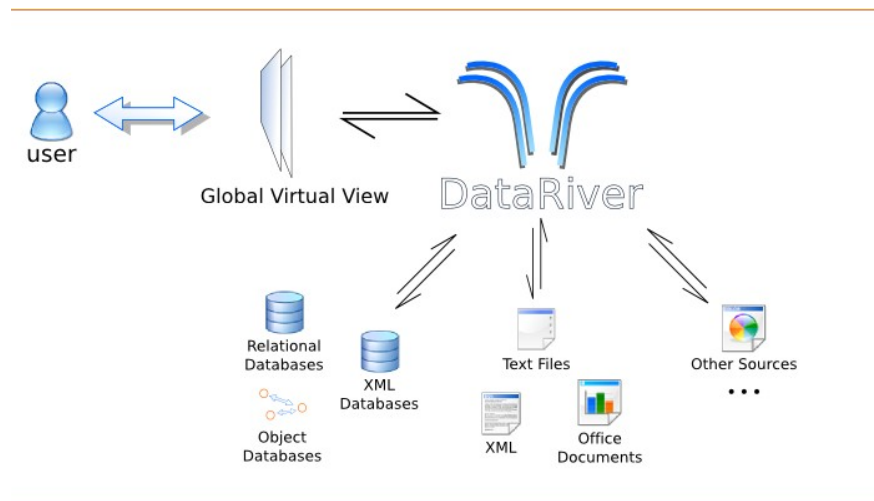 user
Global Virtual View
DataRiver
Relational
Databases
XML
Databases
Object
Databases
Text Files
XML
Office
Documents
Other Sources
...